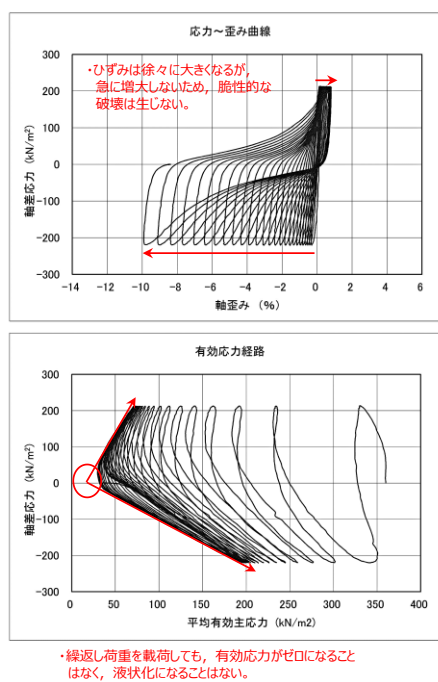 応力～歪み曲線
・ひずみは徐々に大きくなるが，
急に増大しないため，脆性的な
破壊は生じない。
300
200
100
0
-100
-200
-300
軸差応力 (kN/m²)
-14 -12 -10 -8 -6 -4 -2 0 2 4 6
軸歪み （％）
有効応力経路
300
200
100
0
-100
-200
-300
軸差応力 (kN/m²)
0 50 100 150 200 250 300 350 400
平均有効主応力 (kN/m2)
・繰返し荷重を載荷しても，有効応力がゼロになること
はなく，液状化になることはない。